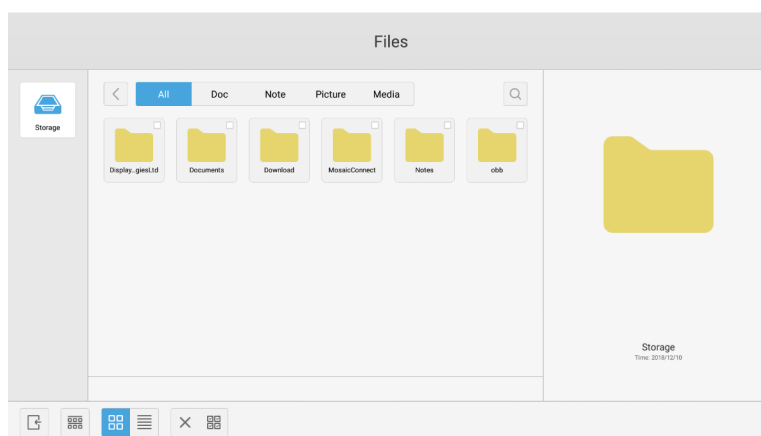 Files
Storage
All Doc Note Picture Media
Display..giesLtd Documents Download MosaicConnect Notes obb
Storage
Time: 2018/12/10